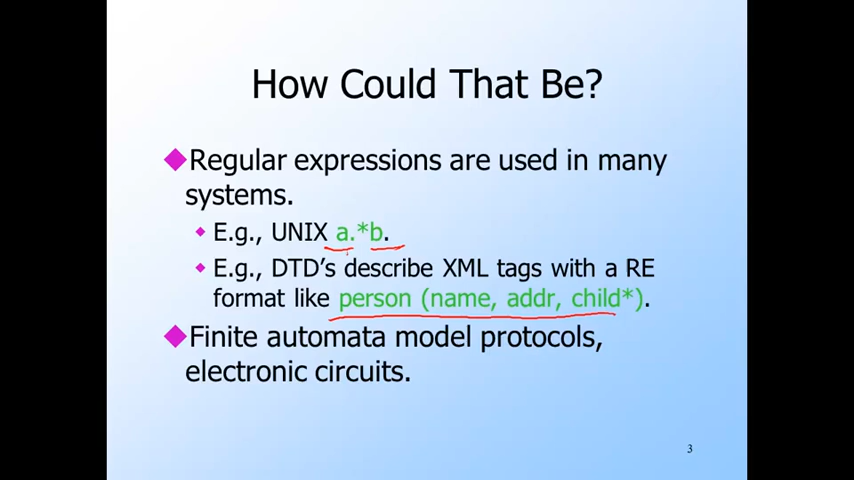 How Could That Be?
Regular expressions are used in many
systems.
E.g., UNIX a.*b.
E.g., DTD’s describe XML tags with a RE
format like person (name, addr, child*).
Finite automata model protocols,
electronic circuits.
3